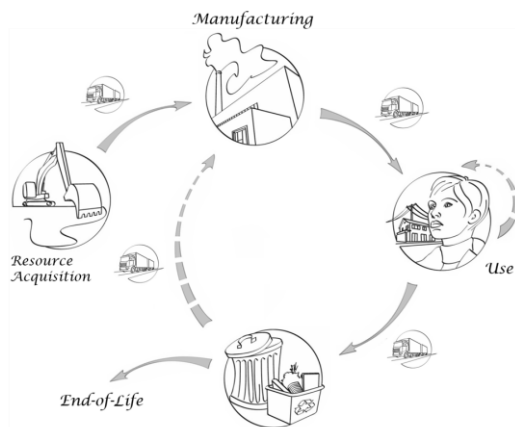 Manufacturing
Resource
Acquisition
Use
End-of-Life